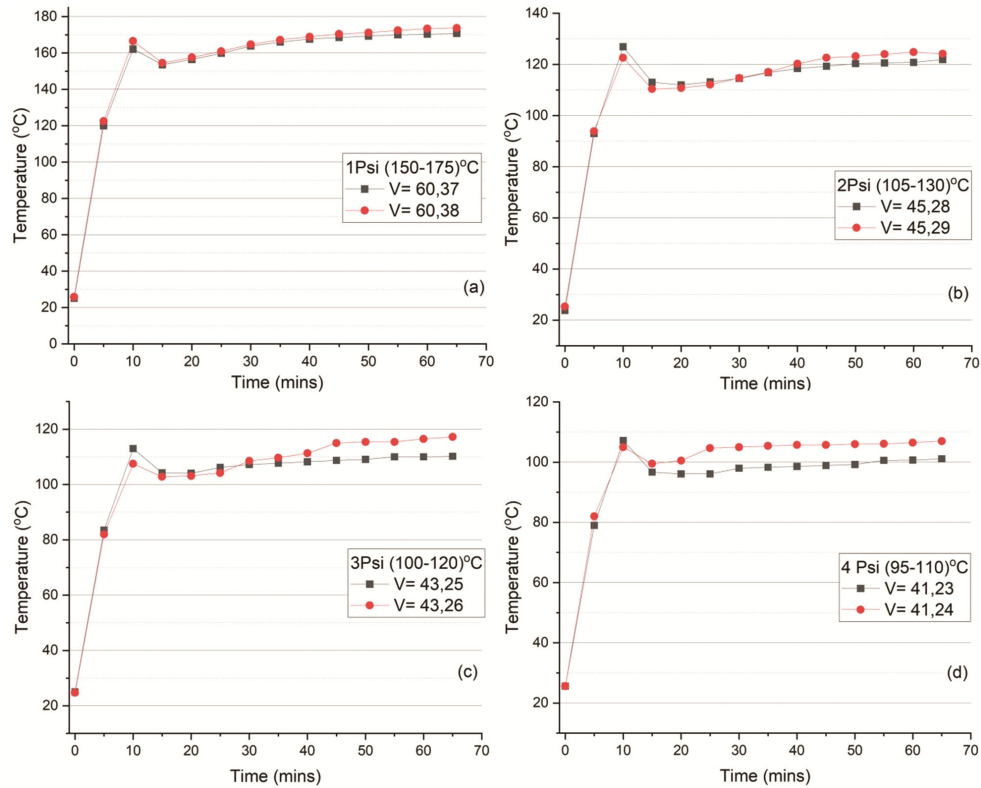 180
160
140
120
100
80
60
40
20
0
Temperature (°C)
1Psi (150-175)°C
V= 60,37
V= 60,38
(a)
0 10 20 30 40 50 60 70
Time (mins)
140
120
100
80
60
40
20
Temperature (°C)
2Psi (105-130)°C
V= 45,28
V= 45,29
(b)
0 10 20 30 40 50 60 70
Time (mins)
120
100
80
60
40
20
Temperature (°C)
3Psi (100-120)°C
V= 43,25
V= 43,26
(c)
0 10 20 30 40 50 60 70
Time (mins)
120
100
80
60
40
20
Temperature (°C)
4 Psi (95-110)°C
V= 41,23
V= 41,24
(d)
0 10 20 30 40 50 60 70
Time (mins)